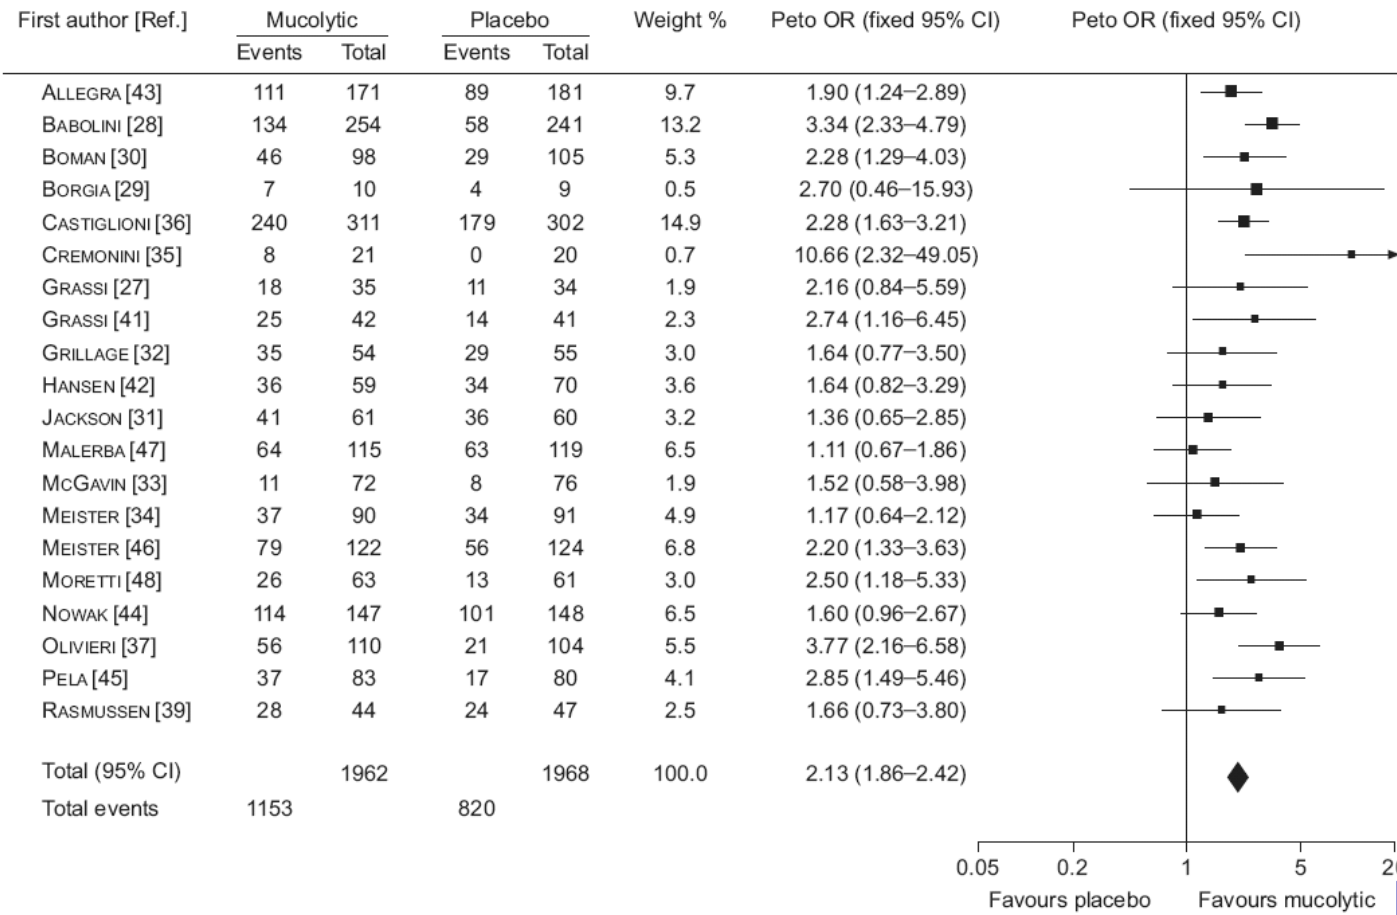 First author [Ref.] Mucolytic Placebo Weight % Peto OR (fixed 95% CI) Peto OR (fixed 95% CI)
Events Total Events Total
ALLEGRA [43] 111 171 89 181 9.7 1.90 (1.24–2.89)
BABOLINI [28] 134 254 58 241 13.2 3.34 (2.33–4.79)
BOMAN [30] 46 98 29 105 5.3 2.28 (1.29–4.03)
BORGIA [29] 7 10 4 9 0.5 2.70 (0.46–15.93)
CASTIGLIONI [36] 240 311 179 302 14.9 2.28 (1.63–3.21)
CREMONINI [35] 8 21 0 20 0.7 10.66 (2.32–49.05)
GRASSI [27] 18 35 11 34 1.9 2.16 (0.84–5.59)
GRASSI [41] 25 42 14 41 2.3 2.74 (1.16–6.45)
GRILLAGE [32] 35 54 29 55 3.0 1.64 (0.77–3.50)
HANSEN [42] 36 59 34 70 3.6 1.64 (0.82–3.29)
JACKSON [31] 41 61 36 60 3.2 1.36 (0.65–2.85)
MALERBA [47] 64 115 63 119 6.5 1.11 (0.67–1.86)
MCGAVIN [33] 11 72 8 76 1.9 1.52 (0.58–3.98)
MEISTER [34] 37 90 34 91 4.9 1.17 (0.64–2.12)
MEISTER [46] 79 122 56 124 6.8 2.20 (1.33–3.63)
MORETTI [48] 26 63 13 61 3.0 2.50 (1.18–5.33)
NOWAK [44] 114 147 101 148 6.5 1.60 (0.96–2.67)
OLIVIERI [37] 56 110 21 104 5.5 3.77 (2.16–6.58)
PELA [45] 37 83 17 80 4.1 2.85 (1.49–5.46)
RASMUSSEN [39] 28 44 24 47 2.5 1.66 (0.73–3.80)
Total (95% CI) 1962 1968 100.0 2.13 (1.86–2.42)
Total events 1153 820
0.05 0.2 1 5
Favours placebo Favours mucolytic